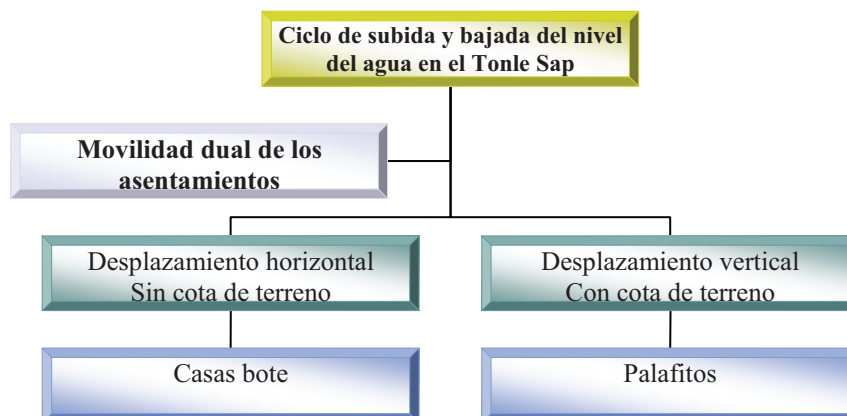 Ciclo de subida y bajada del nivel
del agua en el Tonle Sap
Movilidad dual de los
asentamientos
Desplazamiento horizontal
Sin cota de terreno
Desplazamiento vertical
Con cota de terreno
Casas bote
Palafitos